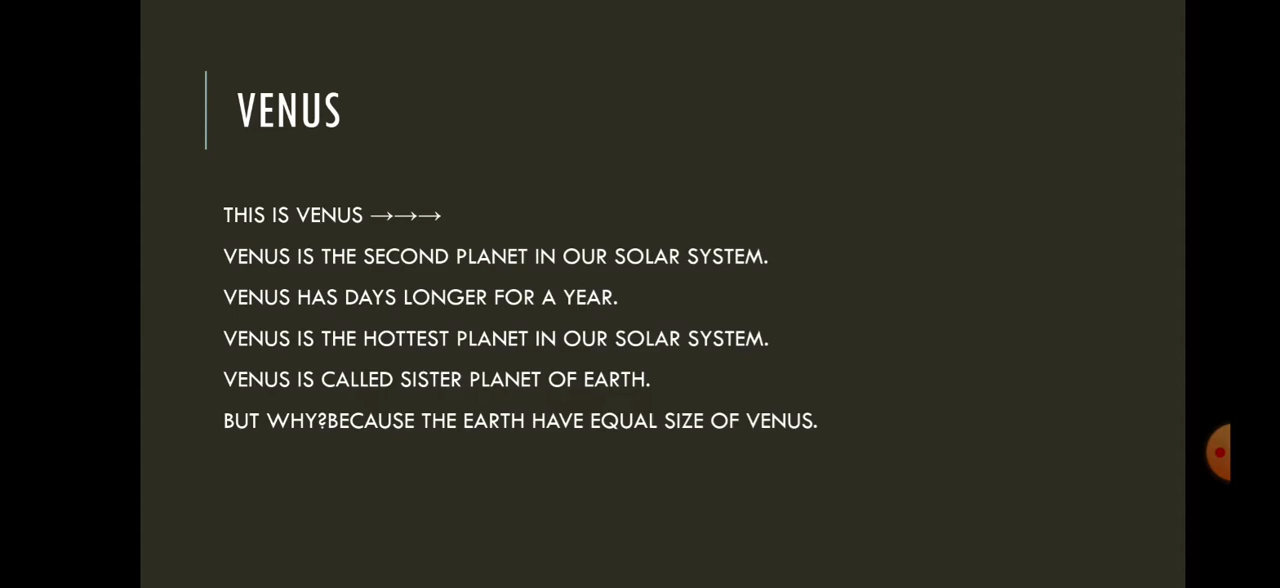 VENUS
THIS IS VENUS →→→
VENUS IS THE SECOND PLANET IN OUR SOLAR SYSTEM.
VENUS HAS DAYS LONGER FOR A YEAR.
VENUS IS THE HOTTEST PLANET IN OUR SOLAR SYSTEM.
VENUS IS CALLED SISTER PLANET OF EARTH.
BUT WHY?BECAUSE THE EARTH HAVE EQUAL SIZE OF VENUS.